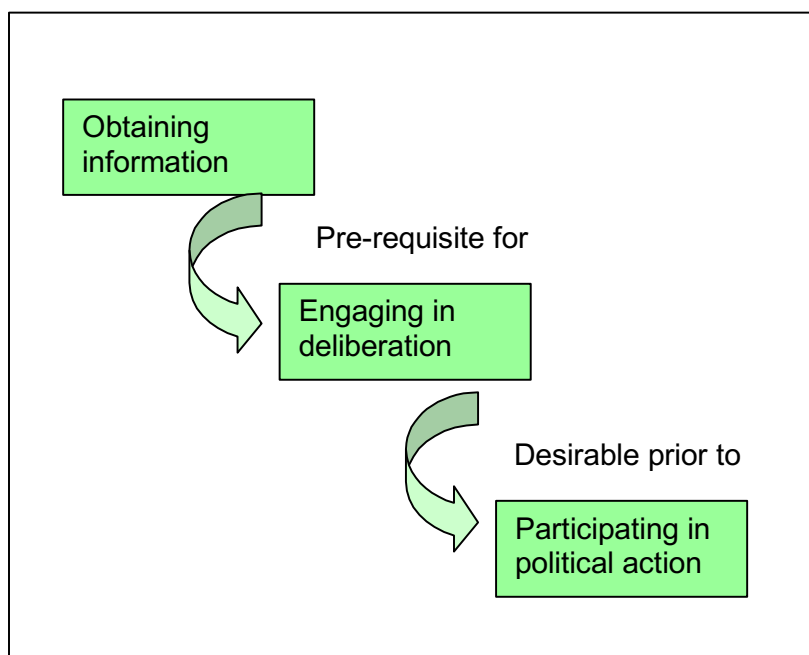 Obtaining
information
Pre-requisite for
Engaging in
deliberation
Desirable prior to
Participating in
political action